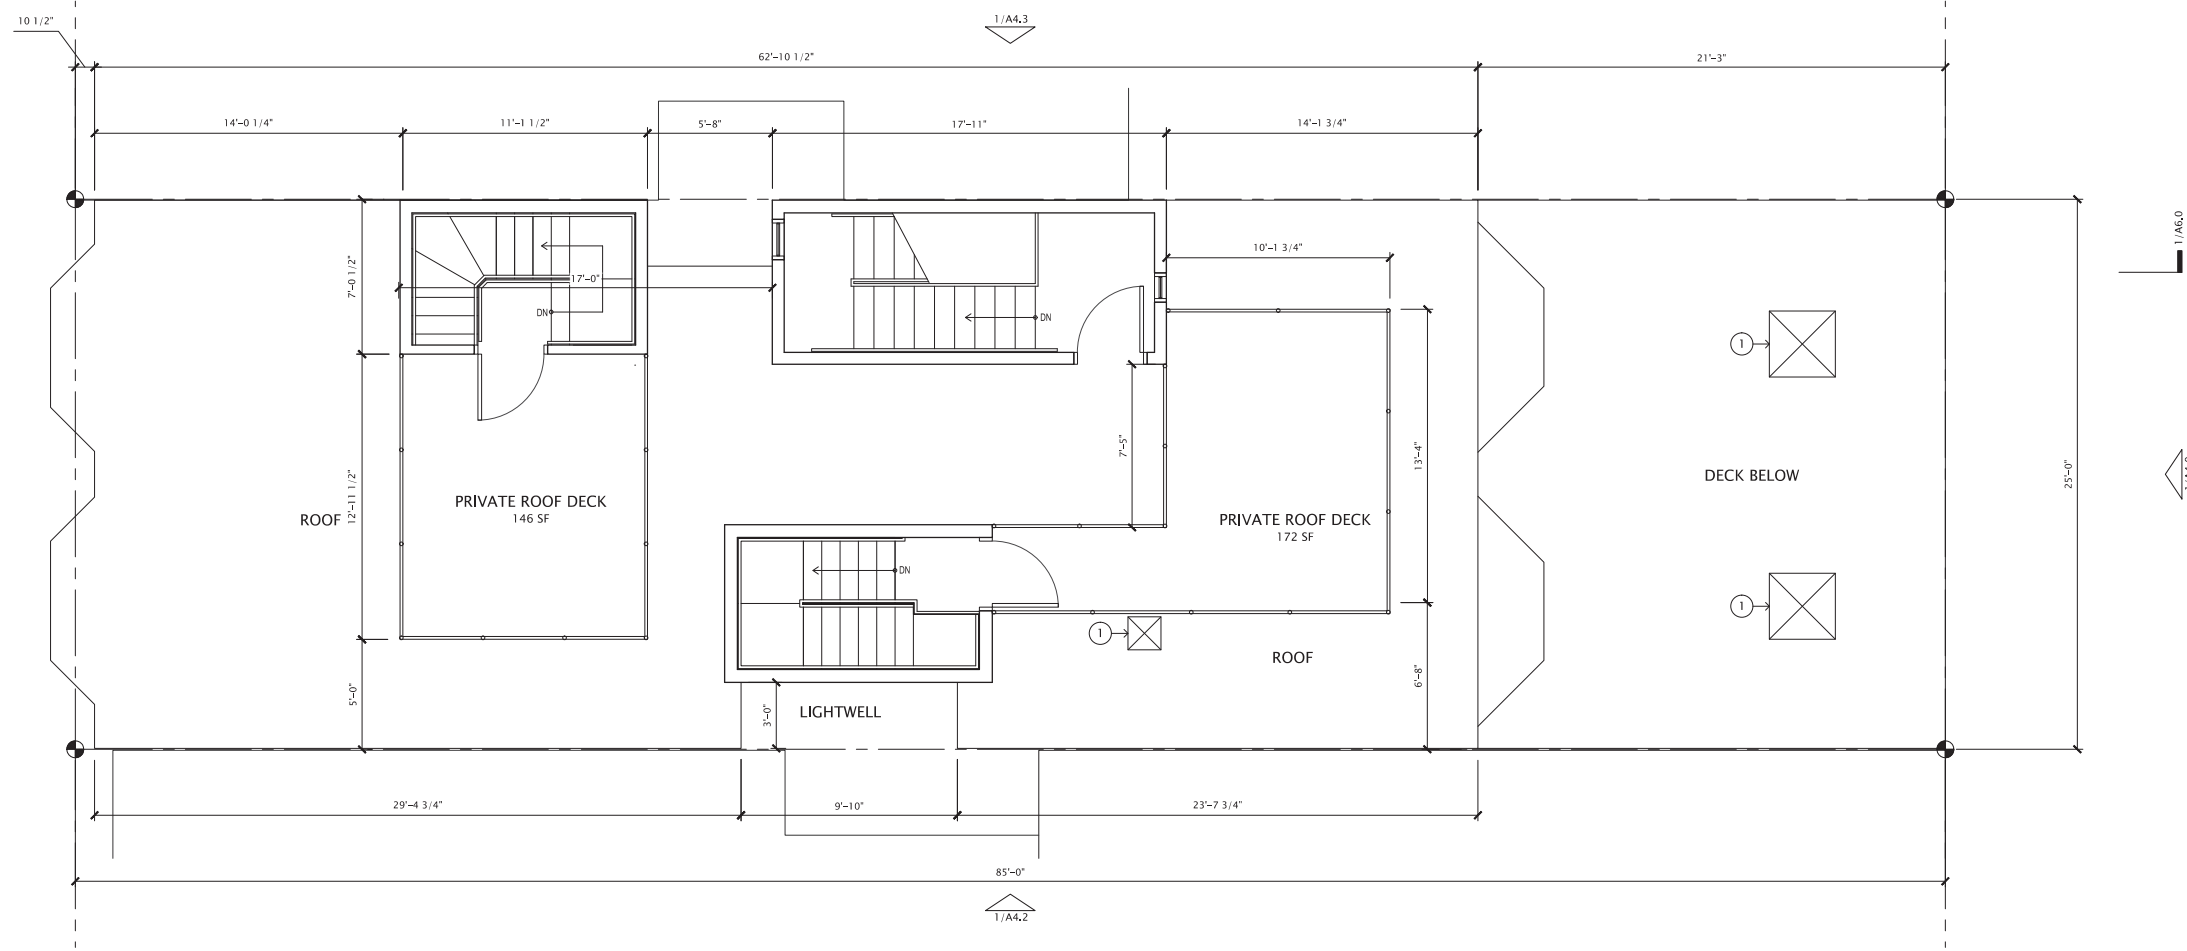 10 1/2"
1/A4.3
62'-10 1/2"
21'-3"
14'-0 1/4"
11'-1 1/2"
5'-8"
17'-11"
14'-1 3/4"
1/A6.0
7'-0 1/2"
17'-0"
DN
DN
10'-1 3/4"
1
7'-5"
13'-4"
DECK BELOW
25'-0"
ROOF
12'-11 1/2"
PRIVATE ROOF DECK
146 SF
PRIVATE ROOF DECK
172 SF
DN
1
1
ROOF
5'-0"
3'-0"
LIGHTWELL
6'-8"
29'-4 3/4"
9'-10"
23'-7 3/4"
85'-0"
1/A4.2